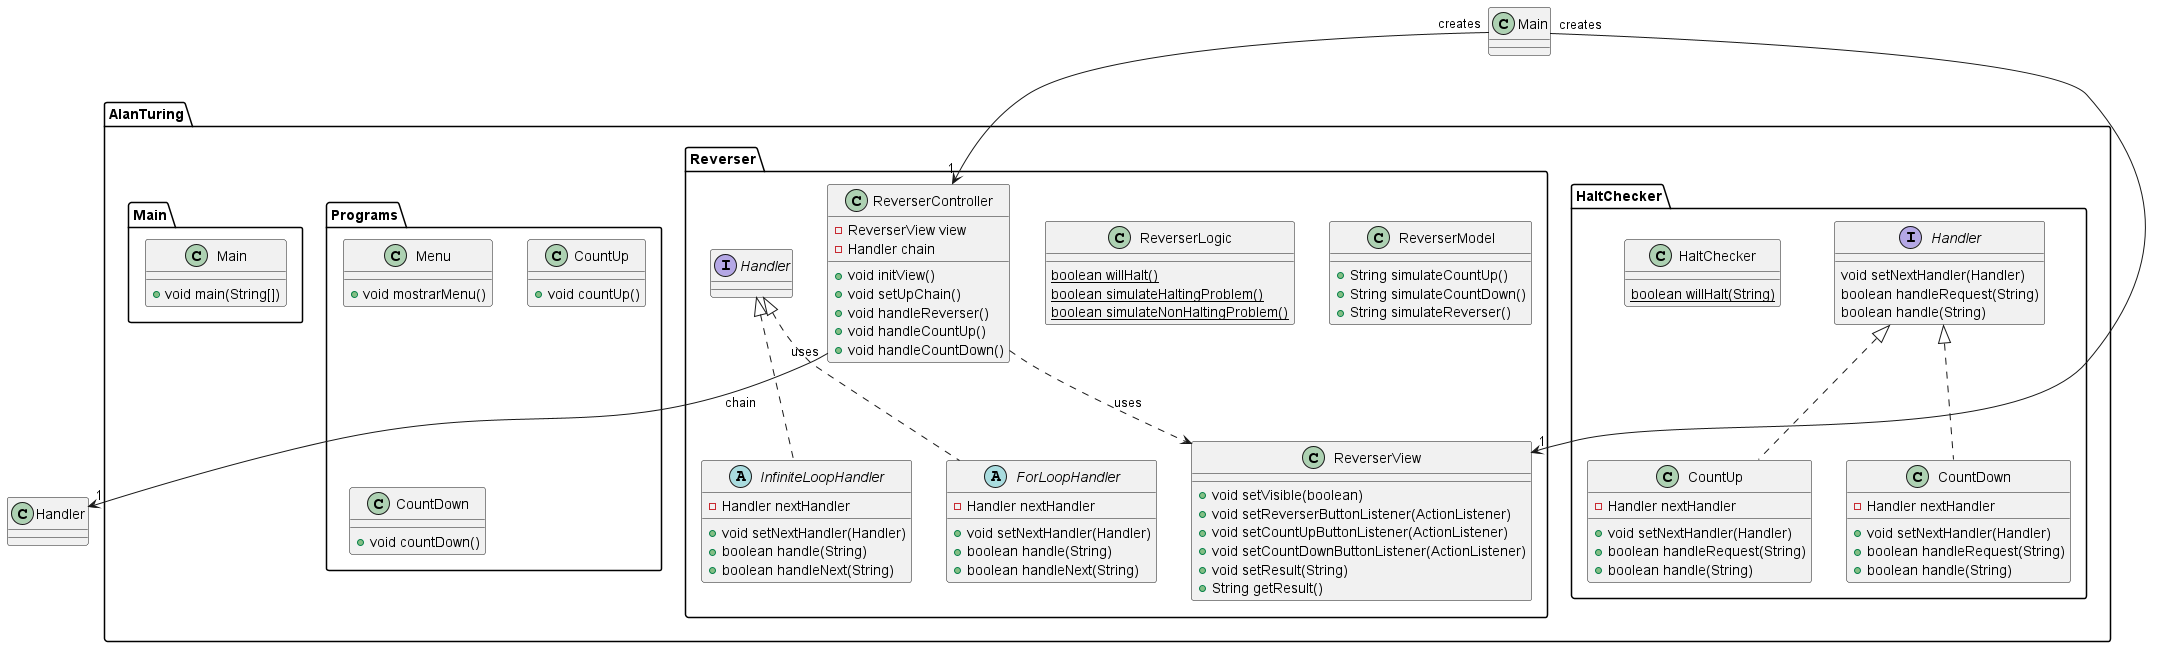 creates
Main
creates
AlanTuring
Main
Main
void main(String[])
Programs
Menu
void mostrarMenu()
CountUp
void countUp()
CountDown
void countDown()
Reverser
1
Handler
ReverserController
ReverserView view
Handler chain
void initView()
void setUpChain()
void handleReverser()
void handleCountUp()
void handleCountDown()
ReverserLogic
boolean willHalt()
boolean simulateHaltingProblem()
boolean simulateNonHaltingProblem()
ReverserModel
String simulateCountUp()
String simulateCountDown()
String simulateReverser()
uses
chain
uses
InfiniteLoopHandler
Handler nextHandler
void setNextHandler(Handler)
boolean handle(String)
boolean handleNext(String)
ForLoopHandler
Handler nextHandler
void setNextHandler(Handler)
boolean handle(String)
boolean handleNext(String)
1
ReverserView
void setVisible(boolean)
void setReverserButtonListener(ActionListener)
void setCountUpButtonListener(ActionListener)
void setCountDownButtonListener(ActionListener)
void setResult(String)
String getResult()
HaltChecker
HaltChecker
boolean willHalt(String)
Handler
void setNextHandler(Handler)
boolean handleRequest(String)
boolean handle(String)
CountUp
Handler nextHandler
void setNextHandler(Handler)
boolean handleRequest(String)
boolean handle(String)
CountDown
Handler nextHandler
void setNextHandler(Handler)
boolean handleRequest(String)
boolean handle(String)
1
Handler